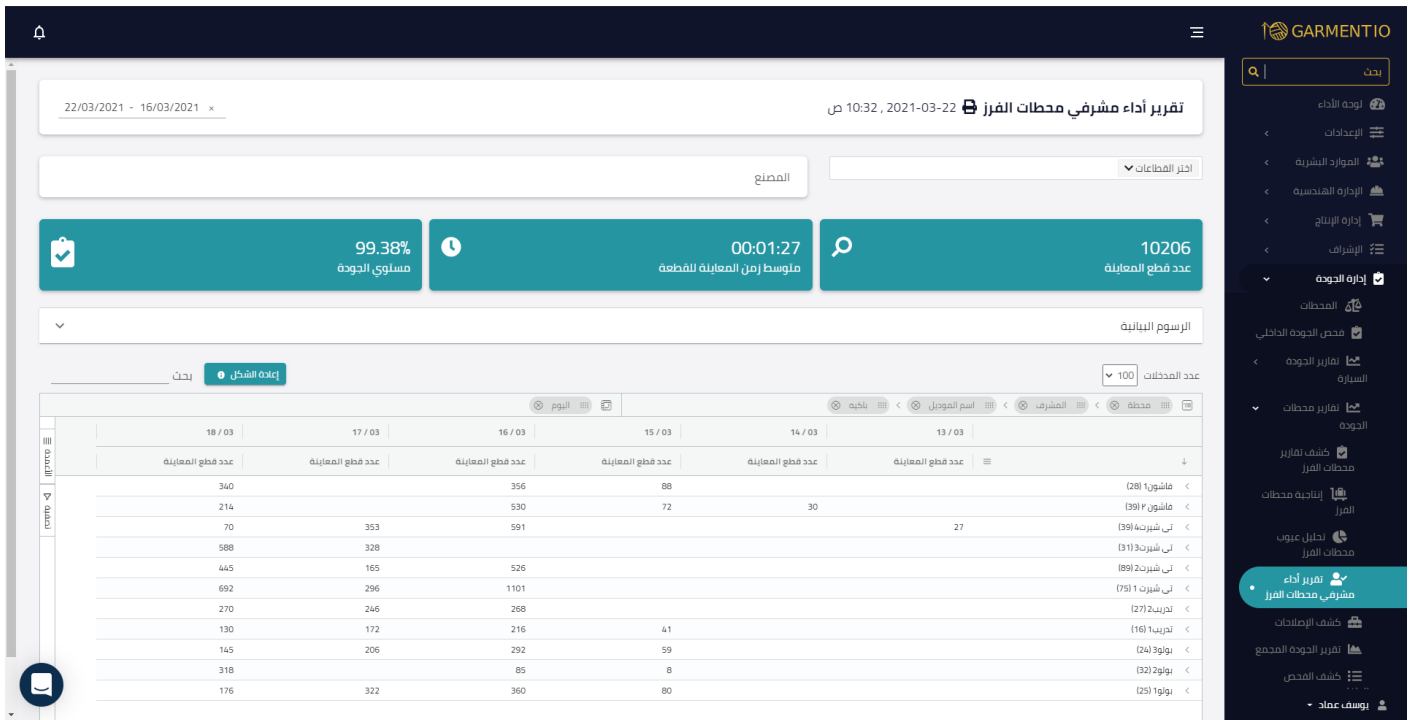 GARMENTIO
بحث
لوحة الأداء
الإعدادات
الموارد البشرية
الإدارة الهندسية
إدارة الإنتاج
الإشراف
إدارة الجودة
المحطات
فحص الجودة الداخلي
تقارير الجودة
السيارة
تقارير محطات
الجودة
كشف تقارير
محطات الفرز
إنتاجية محطات
الفرز
تحليل عيوب
محطات الفرز
تقرير أداء
مشرفي محطات الفرز
كشف الإصلاحات
تقرير الجودة المجمع
كشف الفحص
يوسف عماد
تقرير أداء مشرفي محطات الفرز 22-03-2021 , 10:32 ص
22/03/2021 - 16/03/2021 ×
اختر القطاعات
المصنع
10206
عدد قطع المعاينة
00:01:27
متوسط زمن المعاينة للقطعة
99.38%
مستوي الجودة
الرسوم البيانية
عدد المدخلات 100
إعادة الشكل
بحث
محطة > المشرف > اسم الموديل > باكيه
اليوم
13 / 03 14 / 03 15 / 03 16 / 03 17 / 03 18 / 03
عدد قطع المعاينة عدد قطع المعاينة عدد قطع المعاينة عدد قطع المعاينة عدد قطع المعاينة عدد قطع المعاينة
فاشون1 (28) 88 356 340
فاشون ٢ (39) 30 72 530 214
تي شيرت4 (39) 27 591 353 70
تي شيرت3 (31) 328 588
تي شيرت2 (89) 526 165 445
تي شيرت 1 (75) 1101 296 692
تدريب2 (27) 268 246 270
تدريب1 (16) 41 216 172 130
بولو3 (24) 59 292 206 145
بولو2 (32) 8 85 318
بولو1 (25) 80 360 322 176
الأعمدة
تصفية